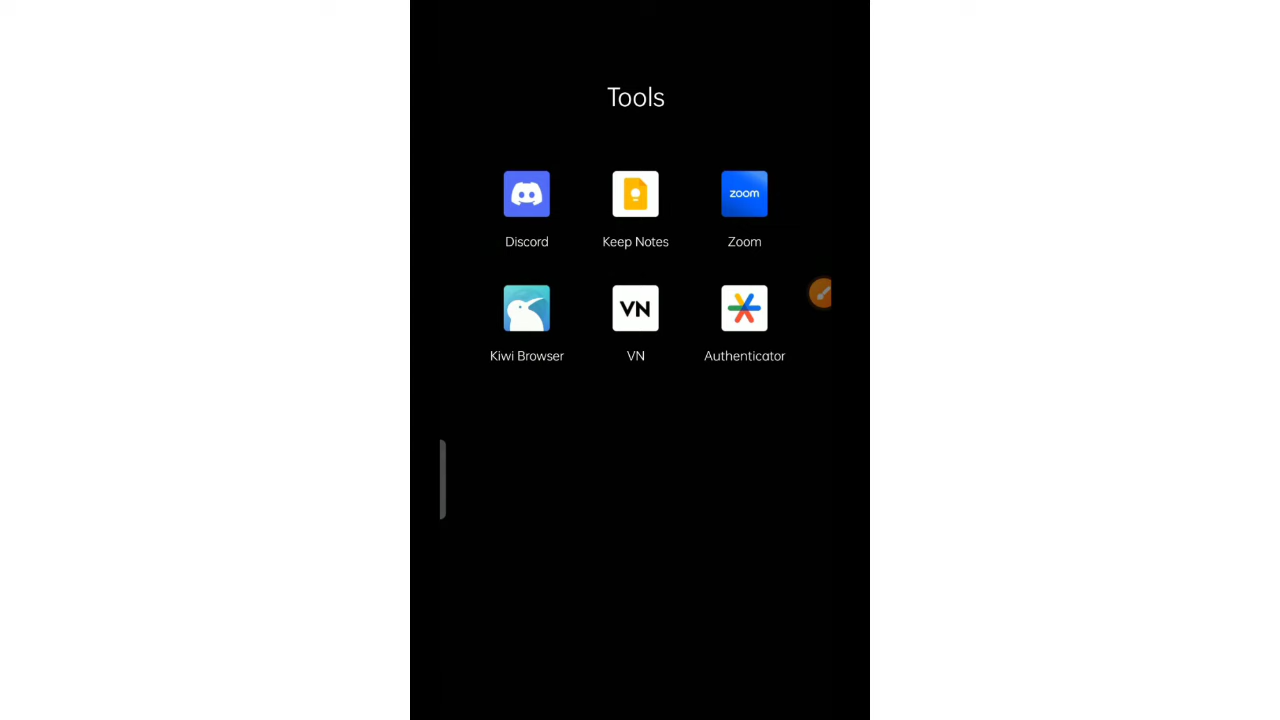 Tools
zoom
Discord
Keep Notes
Zoom
VN
Kiwi Browser
VN
Authenticator